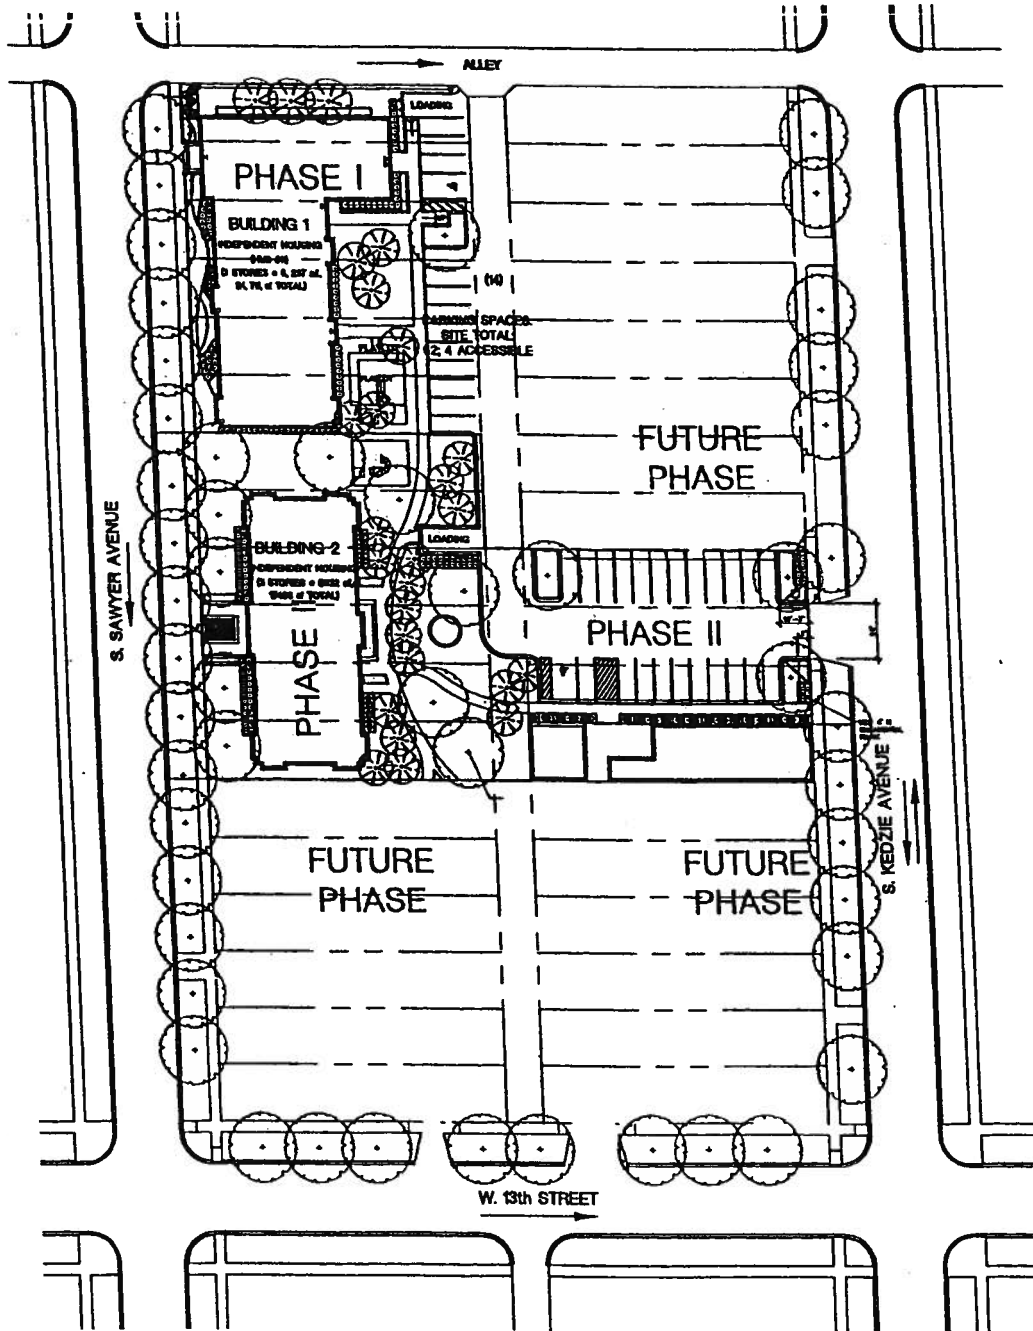 ALLEY
LOADING
PHASE I
BUILDING 1
INDEPENDENT HOUSING
(14)
PARKING SPACES
SITE TOTAL:
4 ACCESSIBLE
FUTURE
PHASE
S. SAWYER AVENUE
LOADING
BUILDING 2
INDEPENDENT HOUSING
PHASE II
PHASE II
S. KEDZIE AVENUE
FUTURE
PHASE
FUTURE
PHASE
W. 13th STREET